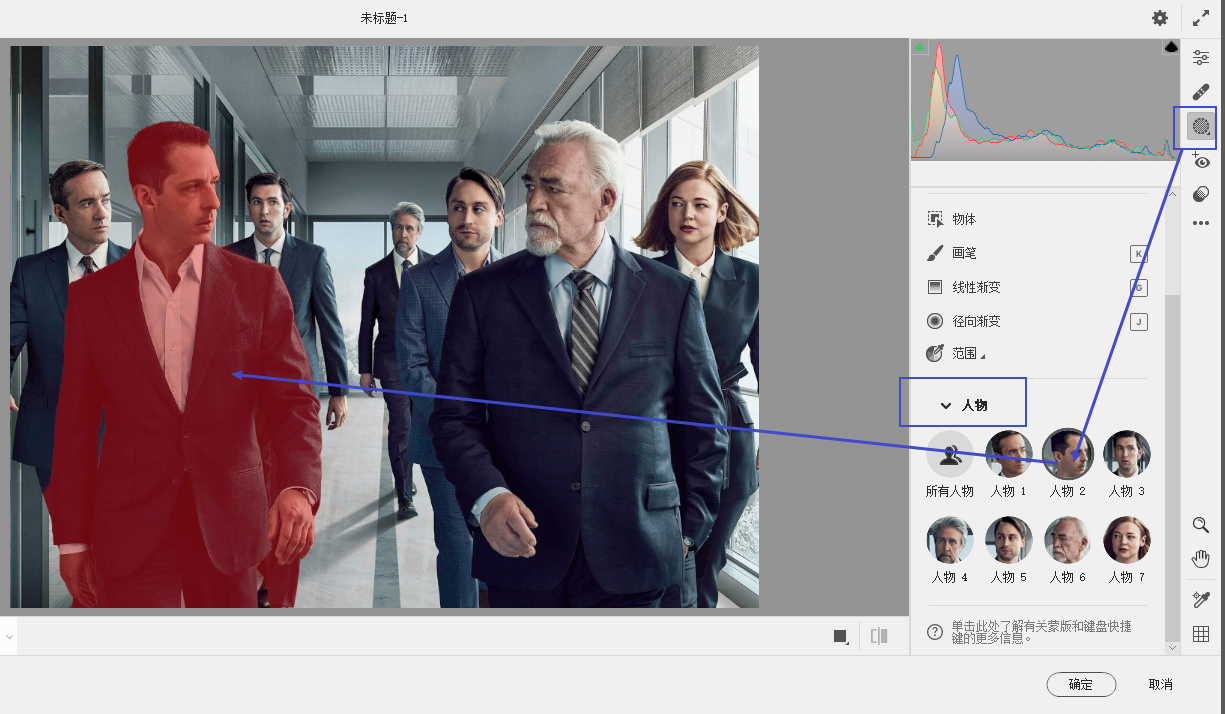 未标题-1
物体
画笔
K
线性渐变
G
径向渐变
J
范围
人物
所有人物
人物 1
人物 2
人物 3
人物 4
人物 5
人物 6
人物 7
单击此处了解有关蒙版和键盘快捷
键的更多信息。
确定
取消